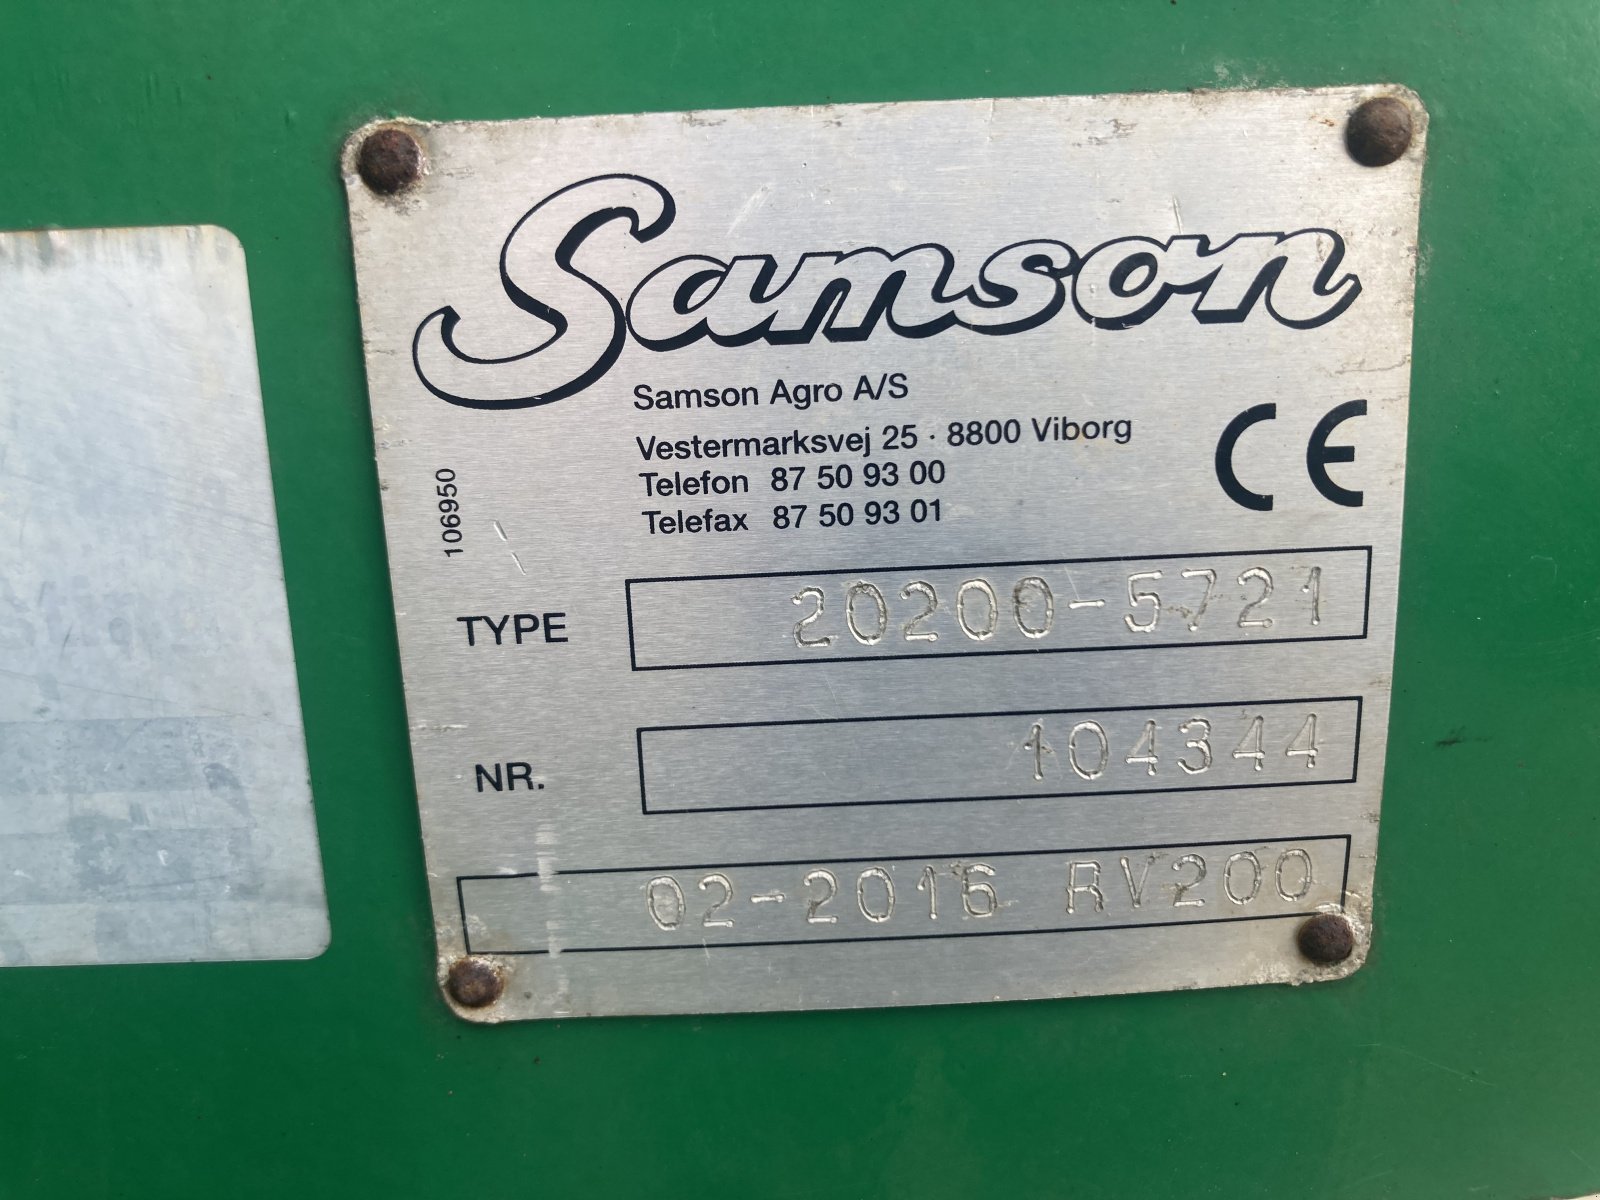 Samson
Samson Agro A/S
Vestermarksvej 25 · 8800 Viborg
Telefon 87 50 93 00
Telefax 87 50 93 01
CE
106950
TYPE 20200-5721
NR. 104344
02-2016 RV200